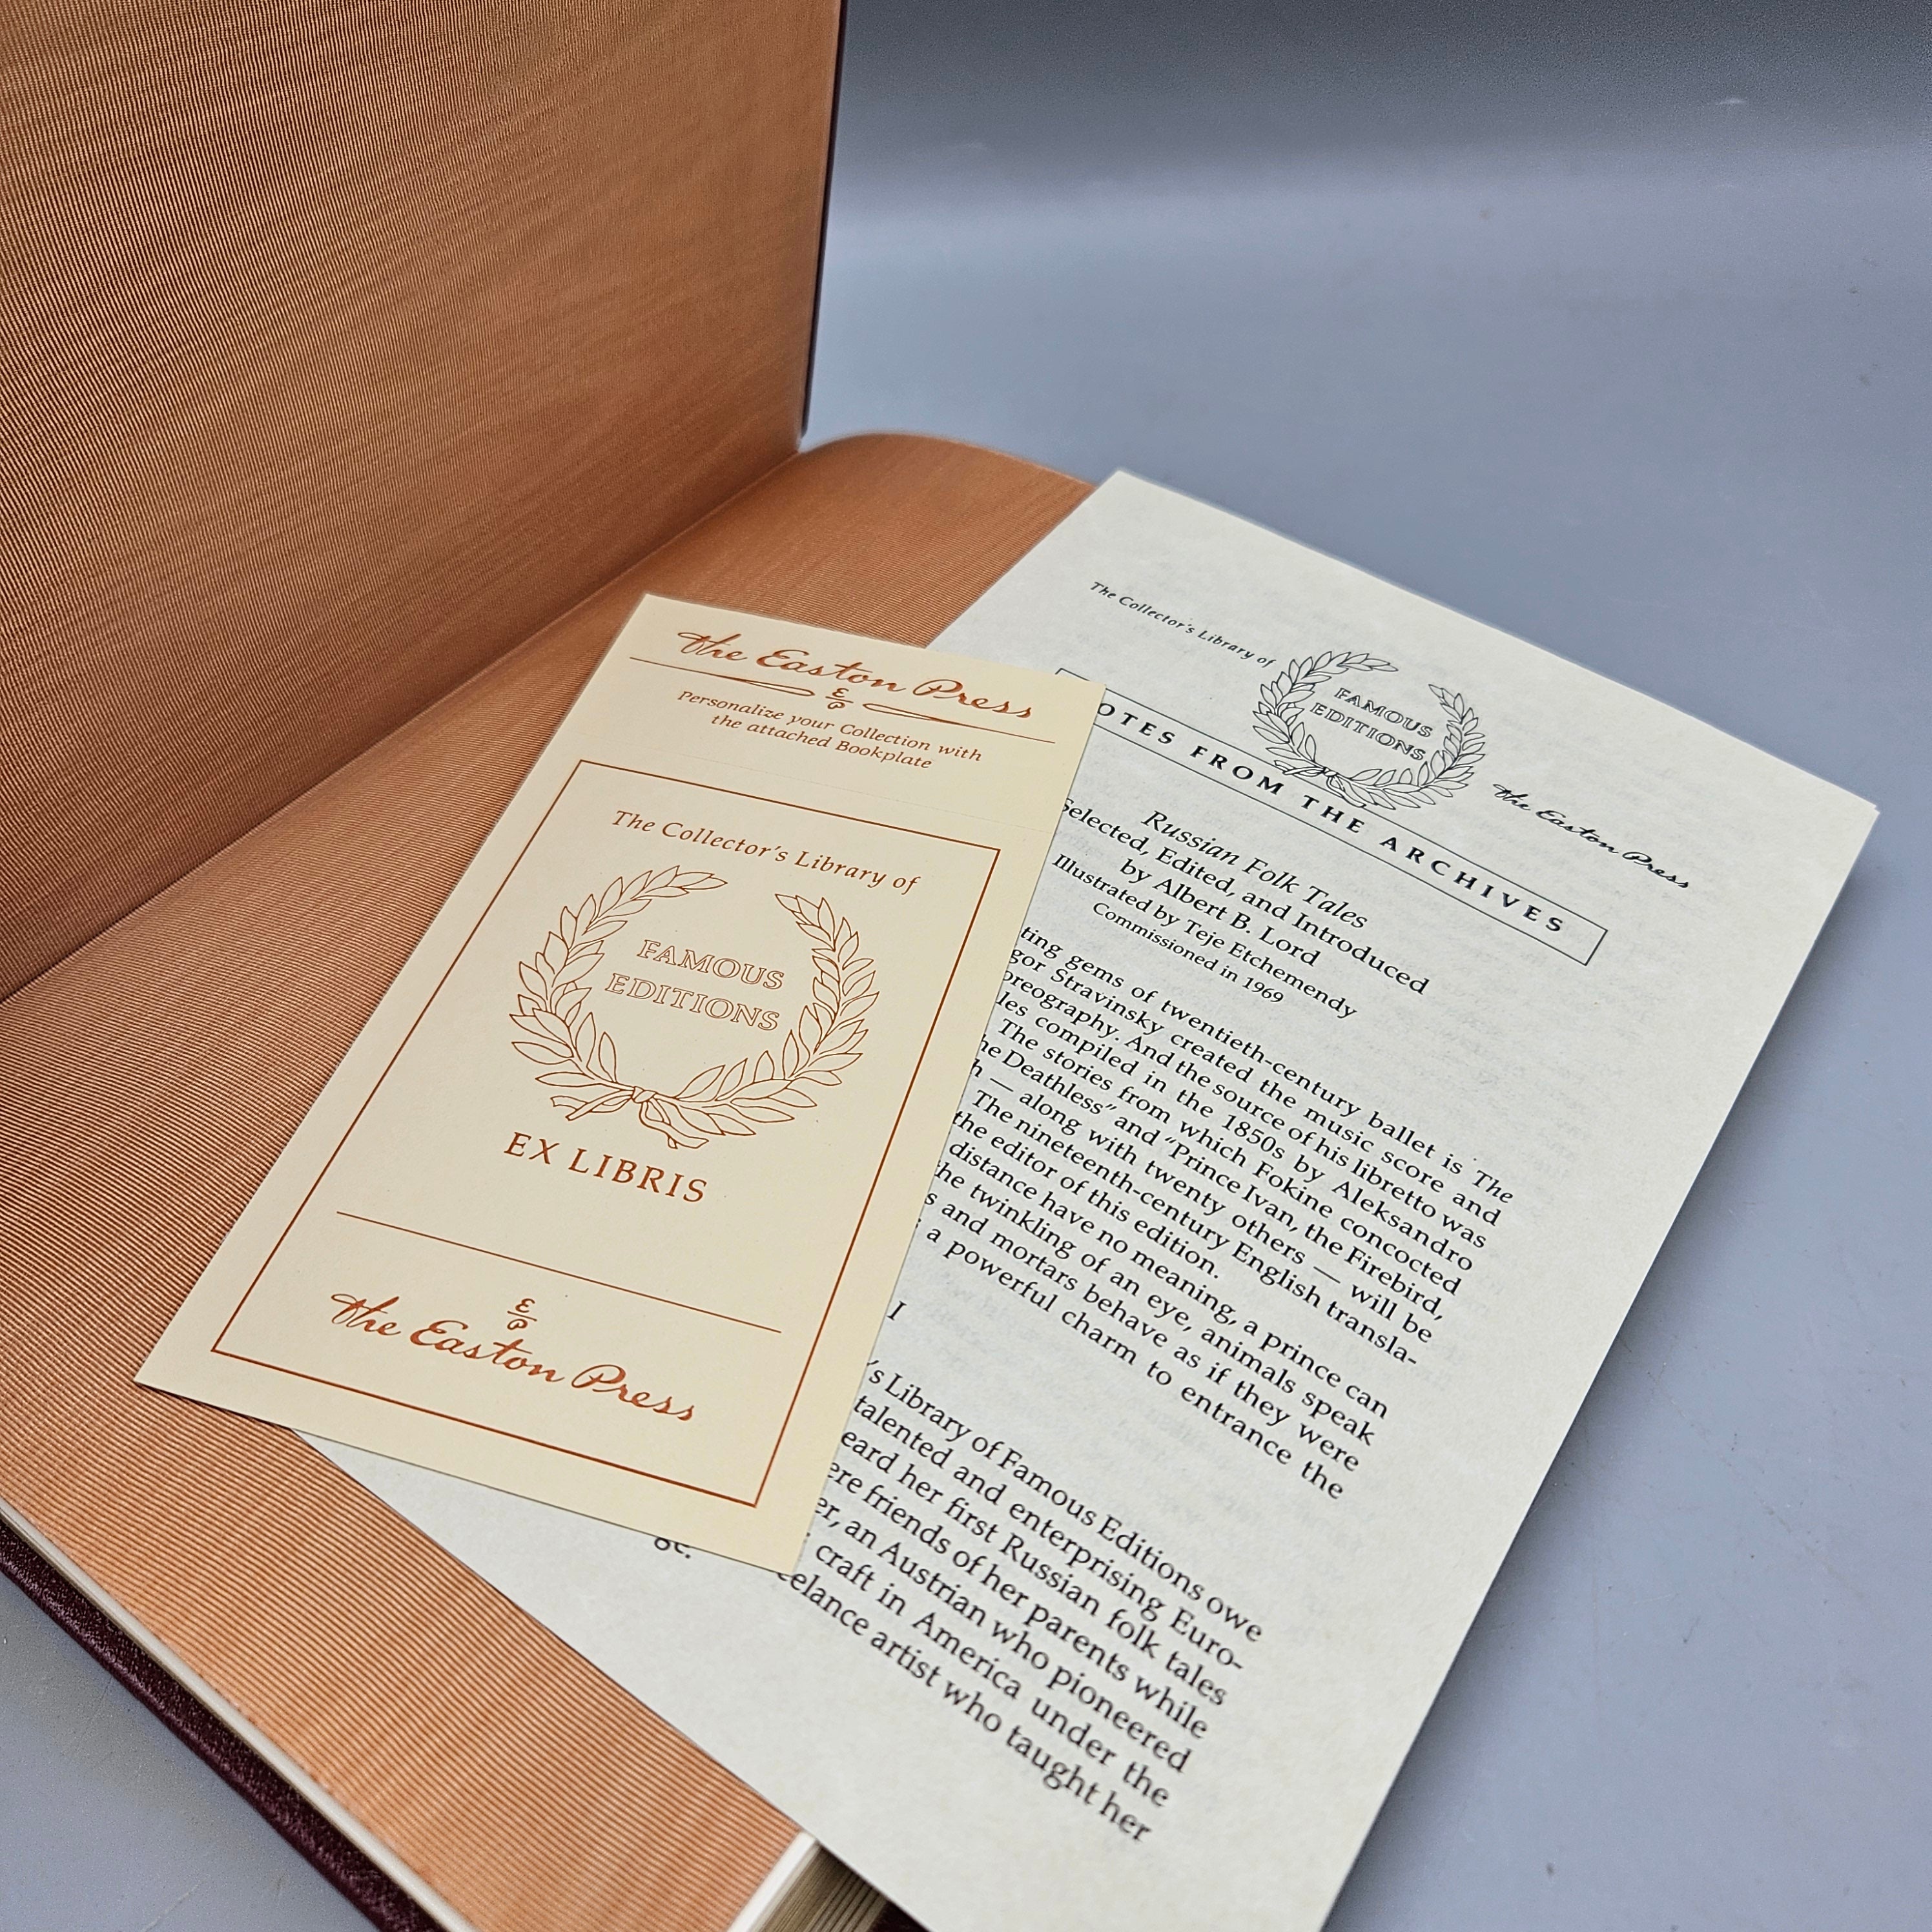 The Easton Press
Personalize your Collection with
the attached Bookplate
The Collector's Library of
FAMOUS
EDITIONS
EX LIBRIS
The Easton Press
The Collector's Library of
FAMOUS
EDITIONS
The Easton Press
OTES FROM THE ARCHIVES
Russian Folk Tales
Selected, Edited, and Introduced
by Albert B. Lord
Illustrated by Teje Etchemendy
Commissioned in 1969
ting gems of twentieth-century ballet is The
gor Stravinsky created the music score and
oreography. And the source of his libretto was
les compiled in the 1850s by Aleksandro
The stories from which Fokine concocted
he Deathless" and "Prince Ivan, the Firebird,
h — along with twenty others — will be
The nineteenth-century English transla-
the editor of this edition.
distance have no meaning, a prince can
the twinkling of an eye, animals speak
s and mortars behave as if they were
a powerful charm to entrance the
I
's Library of Famous Editions owe
talented and enterprising Euro-
eard her first Russian folk tales
ere friends of her parents while
er, an Austrian who pioneered
craft in America under the
elance artist who taught her
ge.